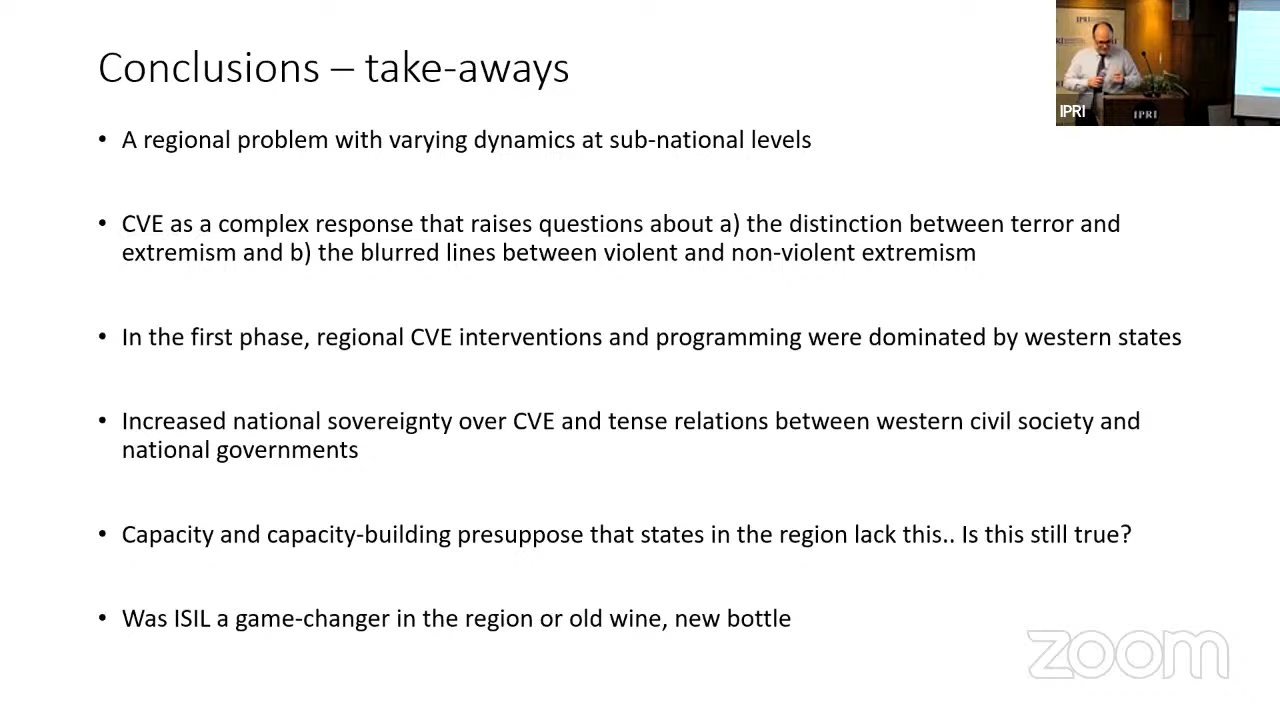 Conclusions – take-aways
IPRI
IPRI
IPRI
• A regional problem with varying dynamics at sub-national levels
• CVE as a complex response that raises questions about a) the distinction between terror and
extremism and b) the blurred lines between violent and non-violent extremism
• In the first phase, regional CVE interventions and programming were dominated by western states
• Increased national sovereignty over CVE and tense relations between western civil society and
national governments
• Capacity and capacity-building presuppose that states in the region lack this.. Is this still true?
• Was ISIL a game-changer in the region or old wine, new bottle
zoom